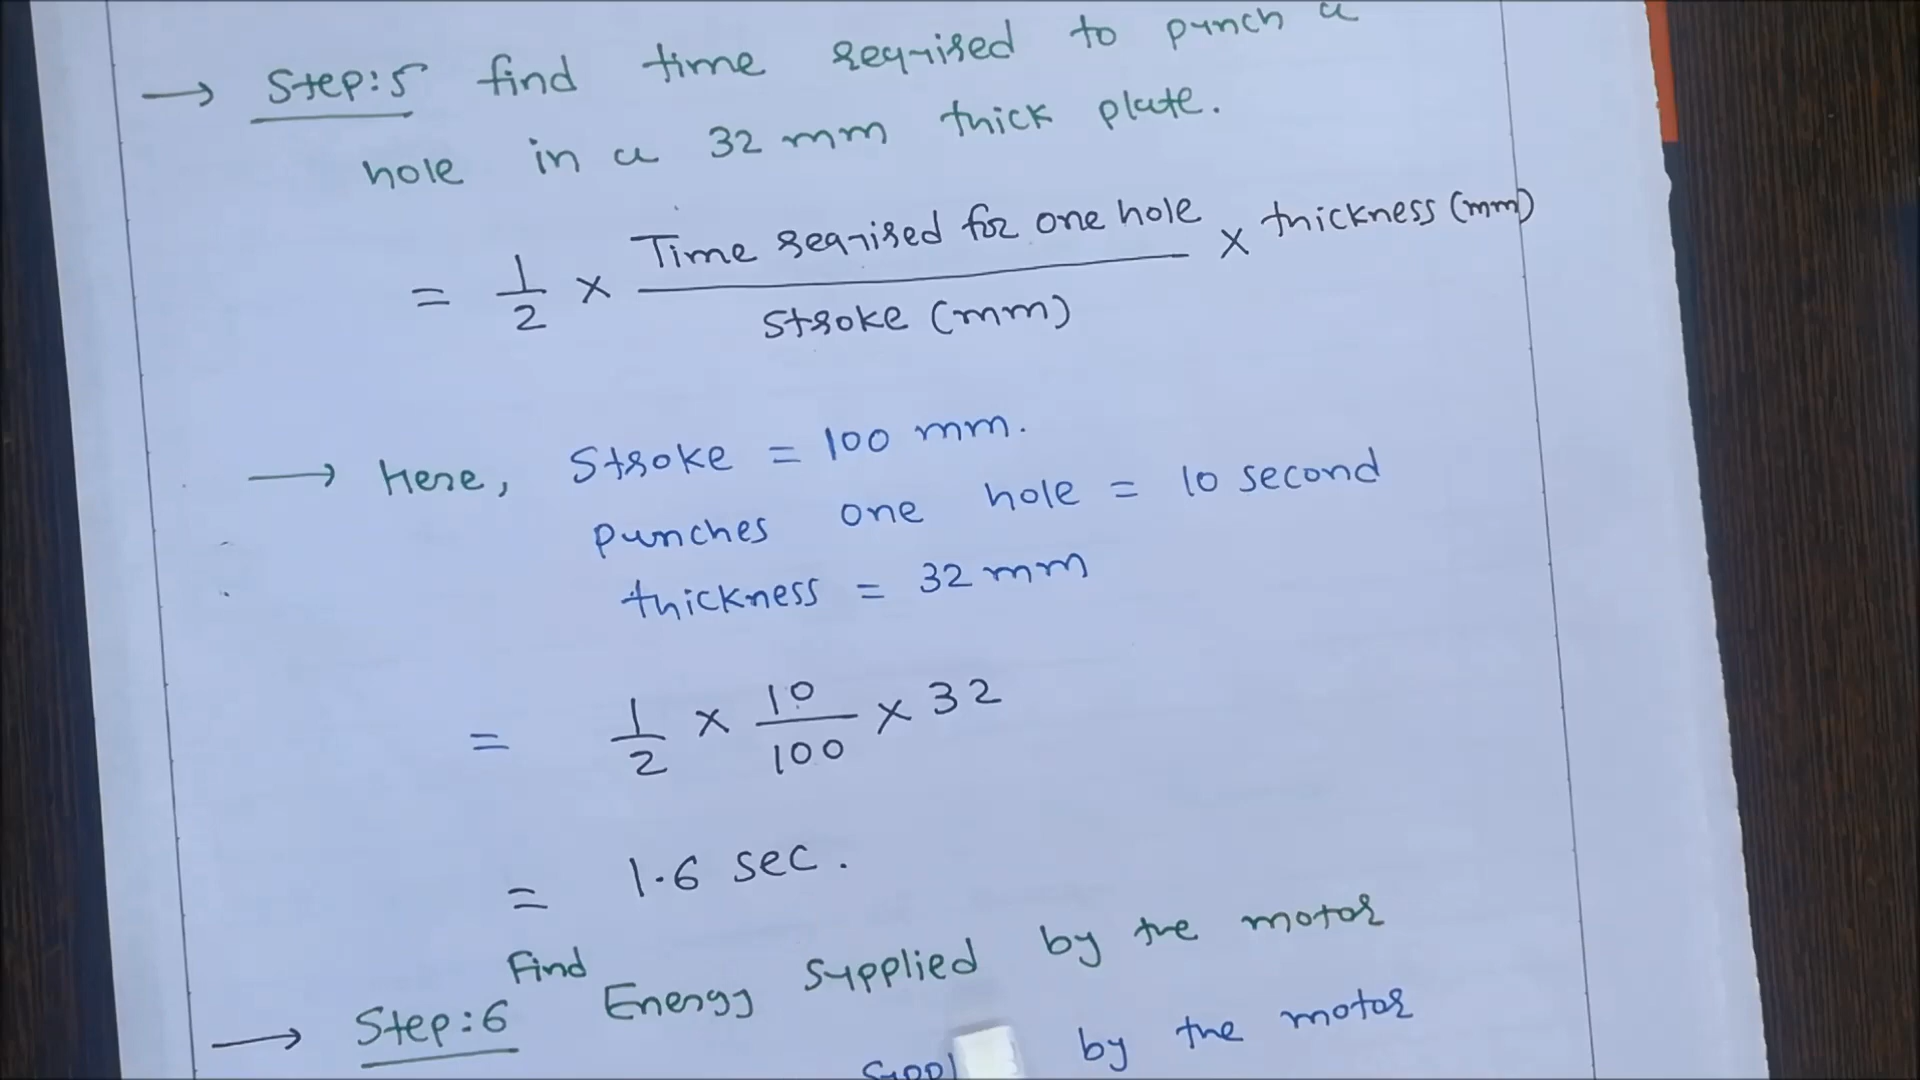 → Step:5 find time required to punch a
hole in a 32 mm thick plate.
= 1/2 × Time required for one hole / Stroke (mm) × thickness (mm)
→ Here, Stroke = 100 mm.
punches one hole = 10 second
thickness = 32 mm
= 1/2 × 10/100 × 32
= 1.6 sec.
→ Step:6 Find Energy supplied by the motor
by the motor